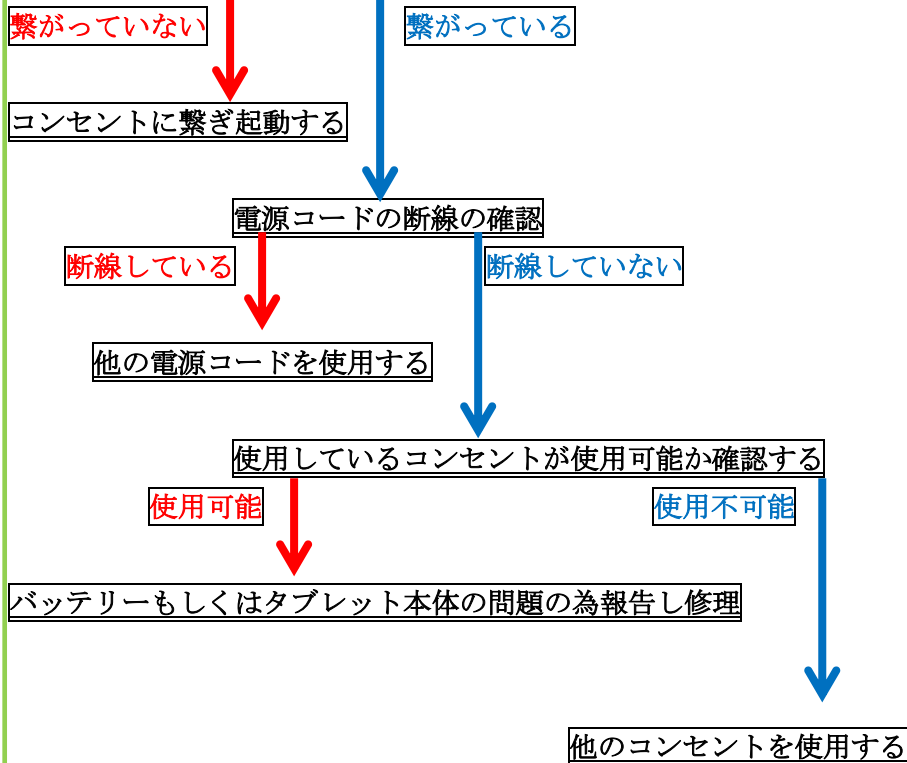 繋がっていない
繋がっている
コンセントに繋ぎ起動する
電源コードの断線の確認
断線している
断線していない
他の電源コードを使用する
使用しているコンセントが使用可能か確認する
使用可能
使用不可能
バッテリーもしくはタブレット本体の問題の為報告し修理
他のコンセントを使用する